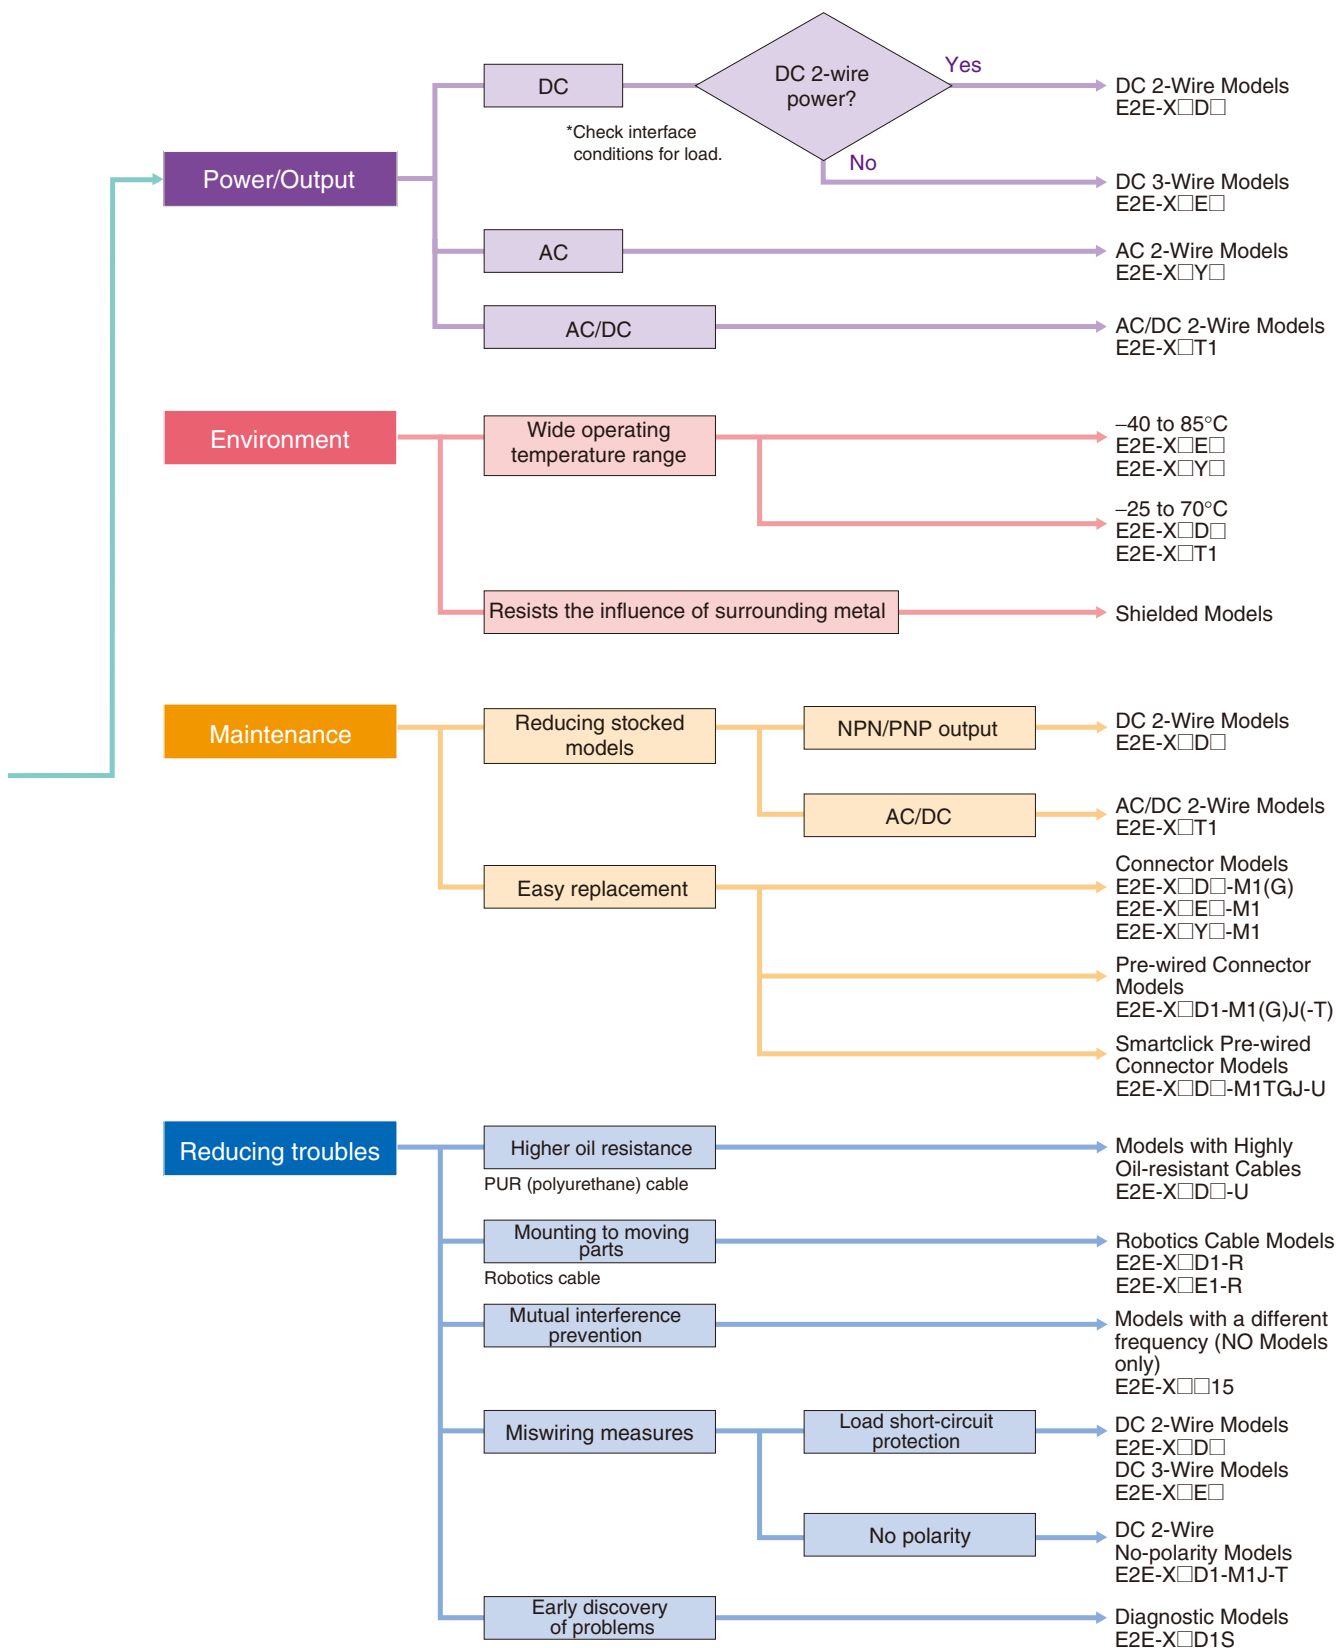 Power/Output
DC
*Check interface
conditions for load.
DC 2-wire
power?
Yes
No
DC 2-Wire Models
E2E-X□D□
DC 3-Wire Models
E2E-X□E□
AC
AC 2-Wire Models
E2E-X□Y□
AC/DC
AC/DC 2-Wire Models
E2E-X□T1
Environment
Wide operating
temperature range
–40 to 85°C
E2E-X□E□
E2E-X□Y□
–25 to 70°C
E2E-X□D□
E2E-X□T1
Resists the influence of surrounding metal
Shielded Models
Maintenance
Reducing stocked
models
NPN/PNP output
DC 2-Wire Models
E2E-X□D□
AC/DC
AC/DC 2-Wire Models
E2E-X□T1
Easy replacement
Connector Models
E2E-X□D□-M1(G)
E2E-X□E□-M1
E2E-X□Y□-M1
Pre-wired Connector
Models
E2E-X□D1-M1(G)J(-T)
Smartclick Pre-wired
Connector Models
E2E-X□D□-M1TGJ-U
Reducing troubles
Higher oil resistance
PUR (polyurethane) cable
Models with Highly
Oil-resistant Cables
E2E-X□D□-U
Mounting to moving
parts
Robotics cable
Robotics Cable Models
E2E-X□D1-R
E2E-X□E1-R
Mutual interference
prevention
Models with a different
frequency (NO Models
only)
E2E-X□□15
Miswiring measures
Load short-circuit
protection
DC 2-Wire Models
E2E-X□D□
DC 3-Wire Models
E2E-X□E□
No polarity
DC 2-Wire
No-polarity Models
E2E-X□D1-M1J-T
Early discovery
of problems
Diagnostic Models
E2E-X□D1S